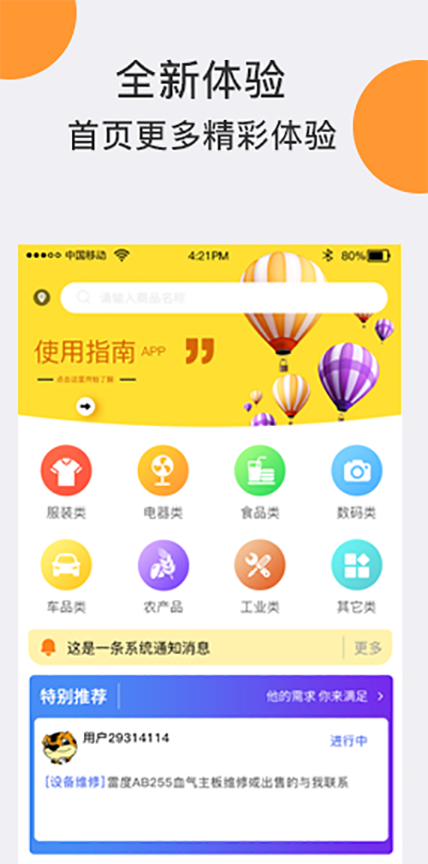 全新体验
首页更多精彩体验
中国移动 4:21PM 80%
请输入商品名称
使用指南 APP
点击这里开始了解
服装类 电器类 食品类 数码类
车品类 农产品 工业类 其它类
这是一条系统通知消息 更多
特别推荐 他的需求 你来满足
用户29314114 进行中
[设备维修]雷度AB255血气主板维修或出售的与我联系